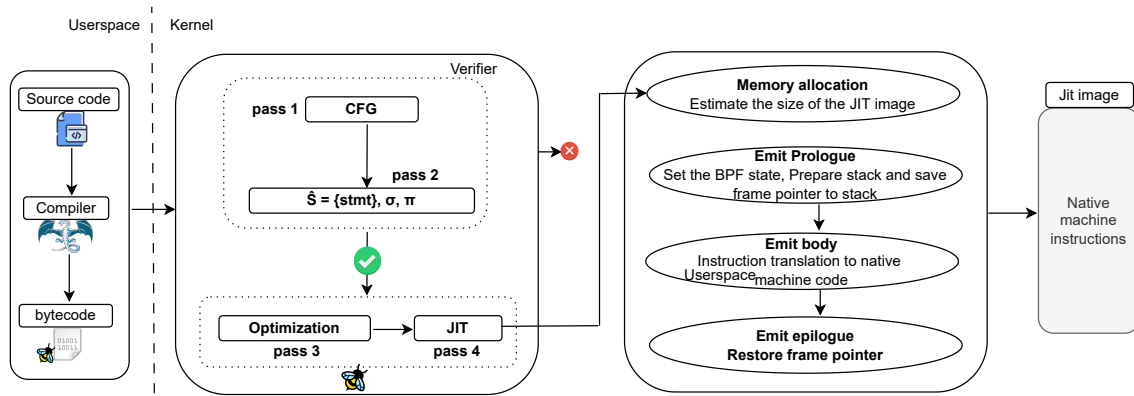 Userspace
Kernel
Source code
Compiler
bytecode
01001
10011
Verifier
pass 1
CFG
pass 2
Ŝ = {stmt}, σ, π
Optimization
pass 3
JIT
pass 4
Memory allocation
Estimate the size of the JIT image
Emit Prologue
Set the BPF state, Prepare stack and save
frame pointer to stack
Emit body
Instruction translation to native
Userspace
machine code
Emit epilogue
Restore frame pointer
Jit image
Native
machine
instructions